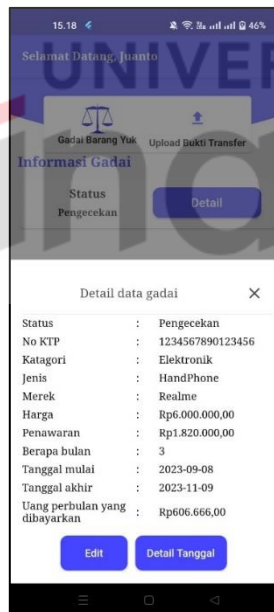 15.18 46%
Selamat Datang, Juanto
Gadai Barang Yuk Upload Bukti Transfer
Informasi Gadai
Status
Pengecekan
Detail
Detail data gadai
Status : Pengecekan
No KTP : 1234567890123456
Katagori : Elektronik
Jenis : HandPhone
Merek : Realme
Harga : Rp6.000.000,00
Penawaran : Rp1.820.000,00
Berapa bulan : 3
Tanggal mulai : 2023-09-08
Tanggal akhir : 2023-11-09
Uang perbulan yang
dibayarkan : Rp606.666,00
Edit Detail Tanggal